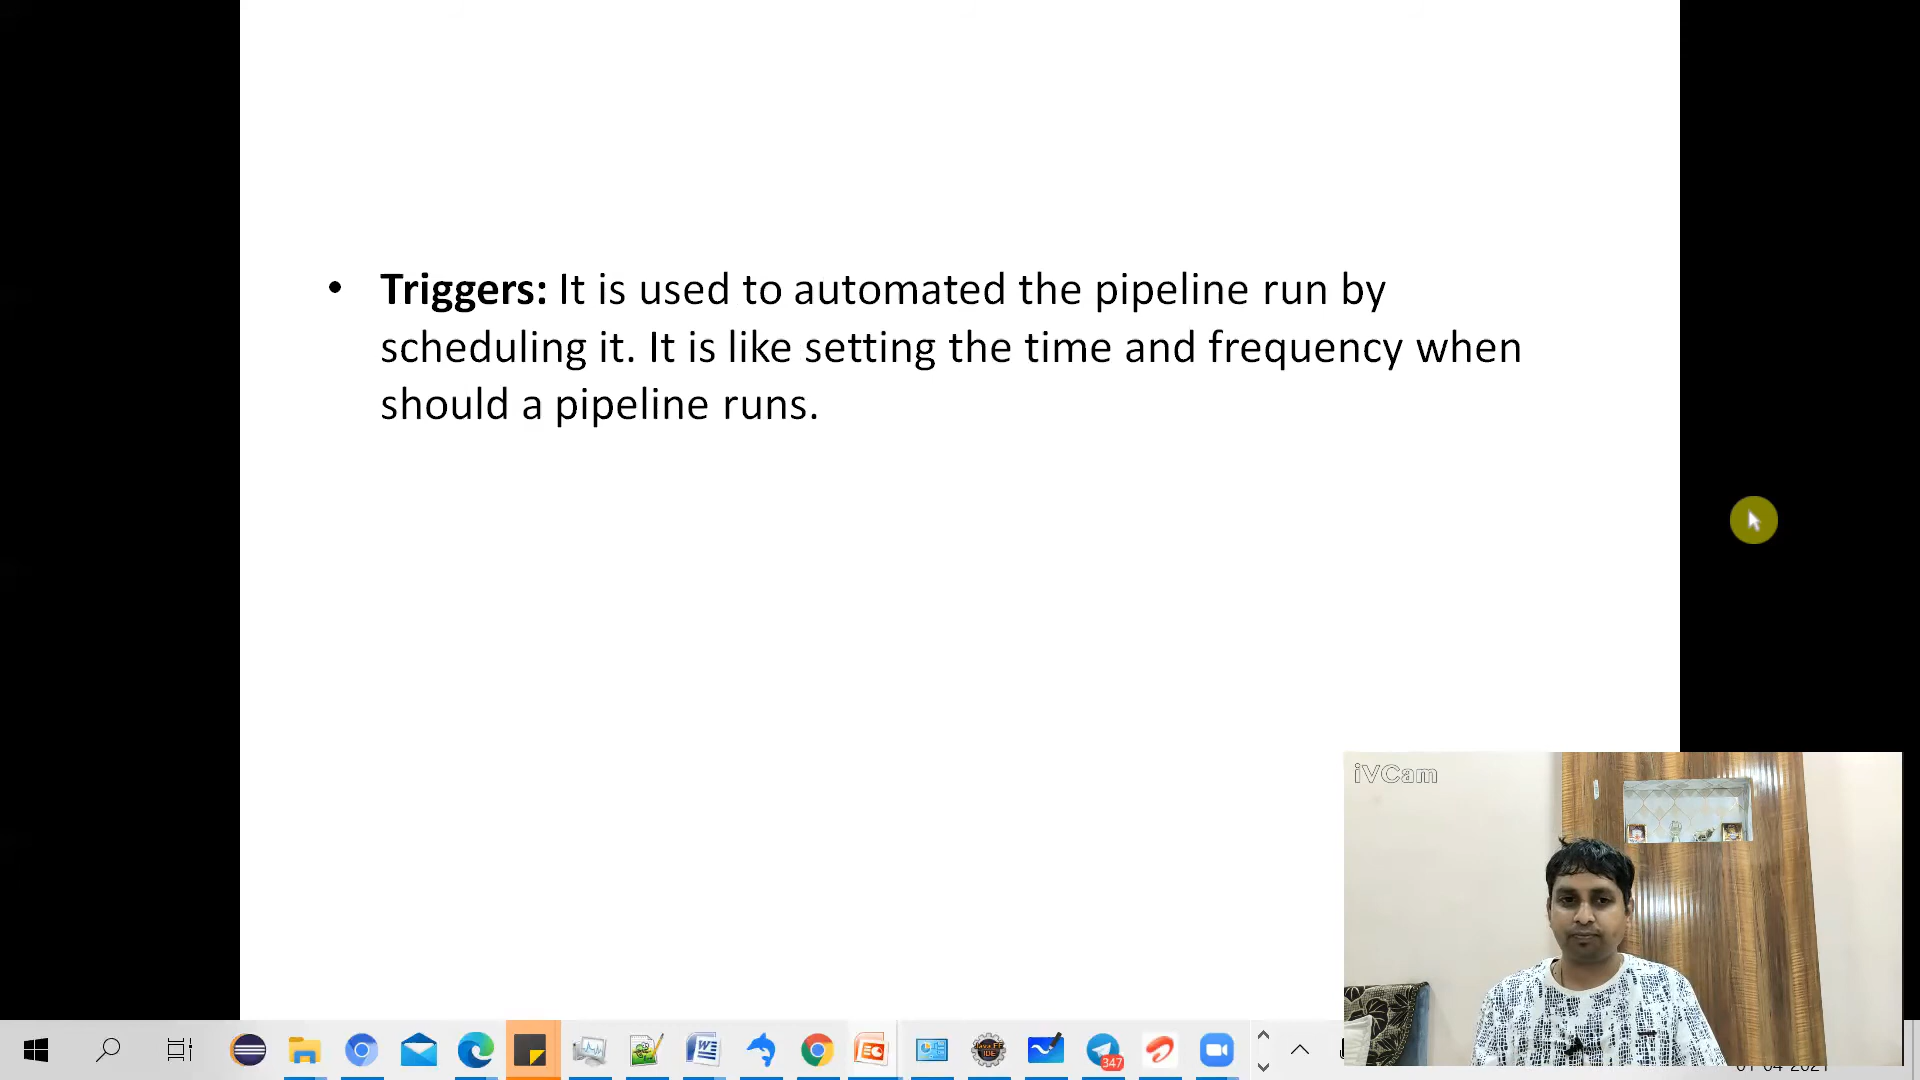 • Triggers: It is used to automated the pipeline run by
scheduling it. It is like setting the time and frequency when
should a pipeline runs.
iVCam
347